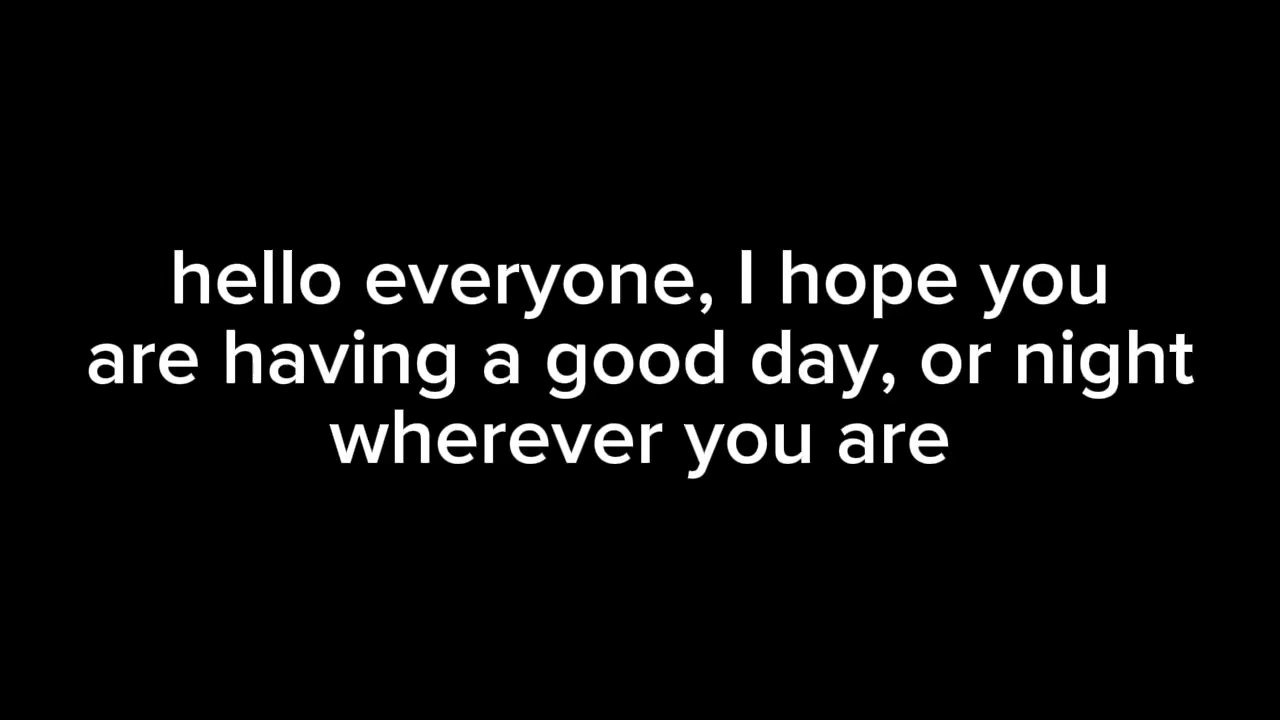 hello everyone, I hope you
are having a good day, or night
wherever you are